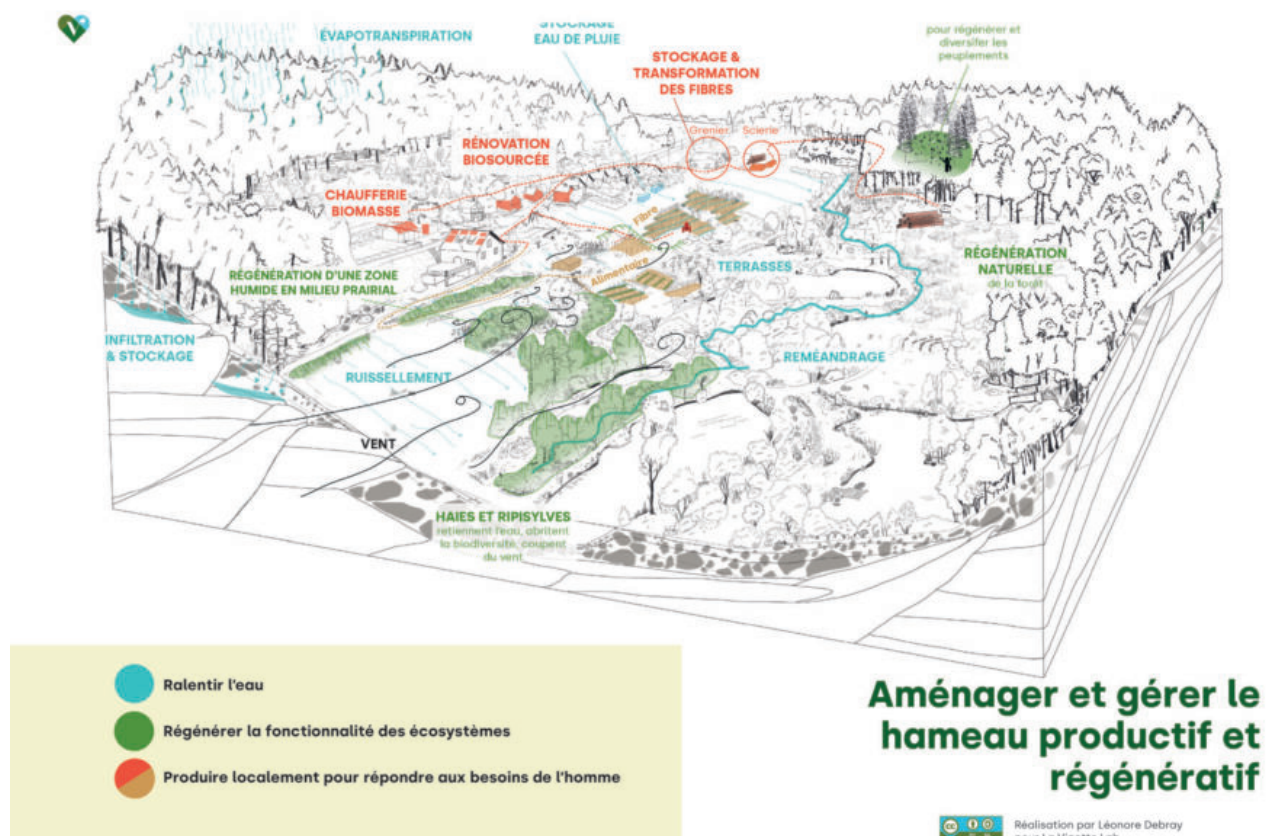 ÉVAPOTRANSPIRATION
STOCKAGE
EAU DE PLUIE
STOCKAGE &
TRANSFORMATION
DES FIBRES
pour régénérer et
diversifer les
peuplements
Grenier
Scierie
RÉNOVATION
BIOSOURCÉE
CHAUFFERIE
BIOMASSE
Fibre
Alimentaire
TERRASSES
RÉGÉNÉRATION
NATURELLE
de la forêt
RÉGÉNÉRATION D'UNE ZONE
HUMIDE EN MILIEU PRAIRIAL
INFILTRATION
& STOCKAGE
RUISSELLEMENT
REMÉANDRAGE
VENT
HAIES ET RIPISYLVES
retiennent l'eau, abritent
la biodiversité, coupent
du vent
Ralentir l'eau
Régénérer la fonctionnalité des écosystèmes
Produire localement pour répondre aux besoins de l'homme
Aménager et gérer le
hameau productif et
régénératif
cc
Réalisation par Léonore Debray